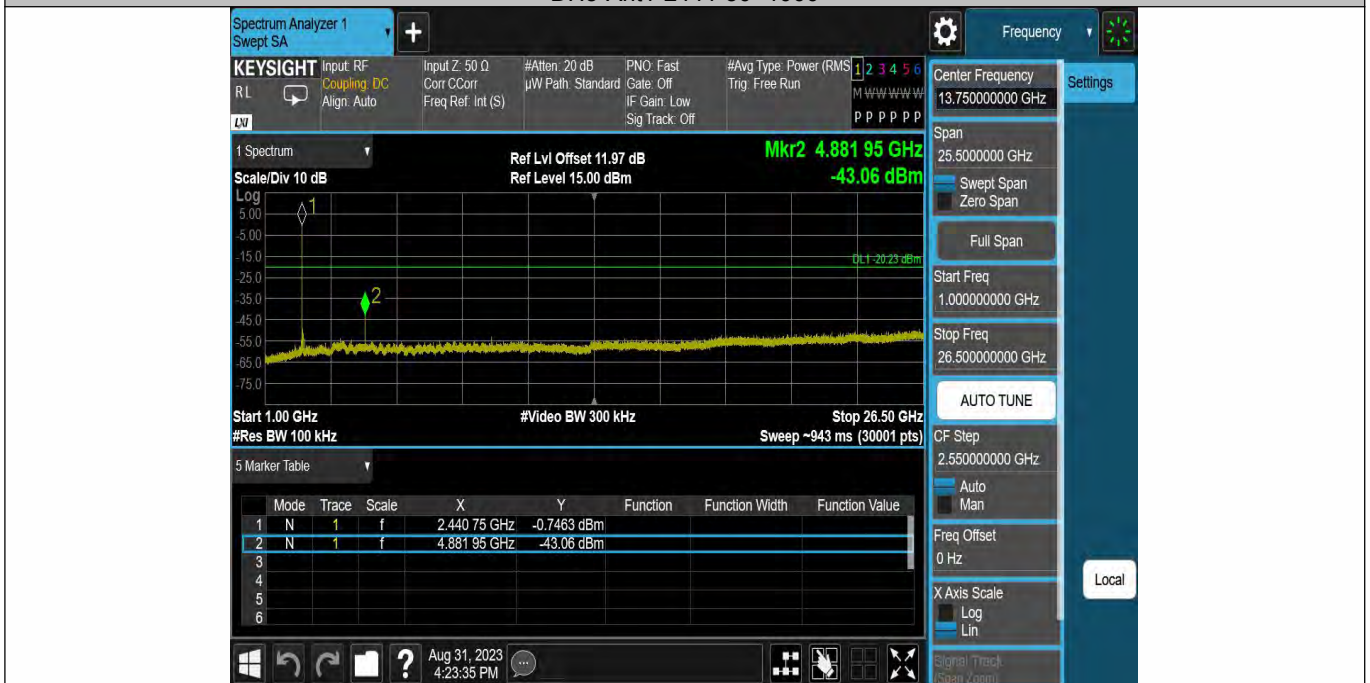 Spectrum Analyzer 1
Swept SA
+
Frequency
KEYSIGHT
RL
LXI
Input: RF
Coupling: DC
Align: Auto
Input Z: 50 Ω
Corr CCorr
Freq Ref: Int (S)
#Atten: 20 dB
µW Path: Standard
PNO: Fast
Gate: Off
IF Gain: Low
Sig Track: Off
#Avg Type: Power (RMS
Trig: Free Run
1 2 3 4 5 6
M W W W W W
P P P P P P
Center Frequency
13.750000000 GHz
Settings
1 Spectrum
Scale/Div 10 dB
Ref Lvl Offset 11.97 dB
Ref Level 15.00 dBm
Mkr2 4.881 95 GHz
-43.06 dBm
Span
25.5000000 GHz
Swept Span
Zero Span
Full Span
Start Freq
1.000000000 GHz
Stop Freq
26.500000000 GHz
AUTO TUNE
CF Step
2.550000000 GHz
Auto
Man
Freq Offset
0 Hz
X Axis Scale
Log
Lin
Signal Track
(Span Zoom)
Local
Log
5.00
-5.00
-15.0
-25.0
-35.0
-45.0
-55.0
-65.0
-75.0
1
2
DL1 -20.23 dBm
Start 1.00 GHz
#Video BW 300 kHz
Stop 26.50 GHz
#Res BW 100 kHz
Sweep ~943 ms (30001 pts)
5 Marker Table
Mode Trace Scale X Y Function Function Width Function Value
1 N 1 f 2.440 75 GHz -0.7463 dBm
2 N 1 f 4.881 95 GHz -43.06 dBm
3
4
5
6
?
Aug 31, 2023
4:23:35 PM